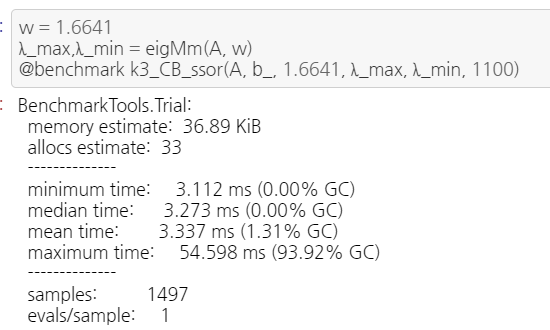 w = 1.6641
λ_max,λ_min = eigMm(A, w)
@benchmark k3_CB_ssor(A, b_, 1.6641, λ_max, λ_min, 1100)
BenchmarkTools.Trial:
memory estimate: 36.89 KiB
allocs estimate: 33
--------------
minimum time: 3.112 ms (0.00% GC)
median time: 3.273 ms (0.00% GC)
mean time: 3.337 ms (1.31% GC)
maximum time: 54.598 ms (93.92% GC)
--------------
samples: 1497
evals/sample: 1